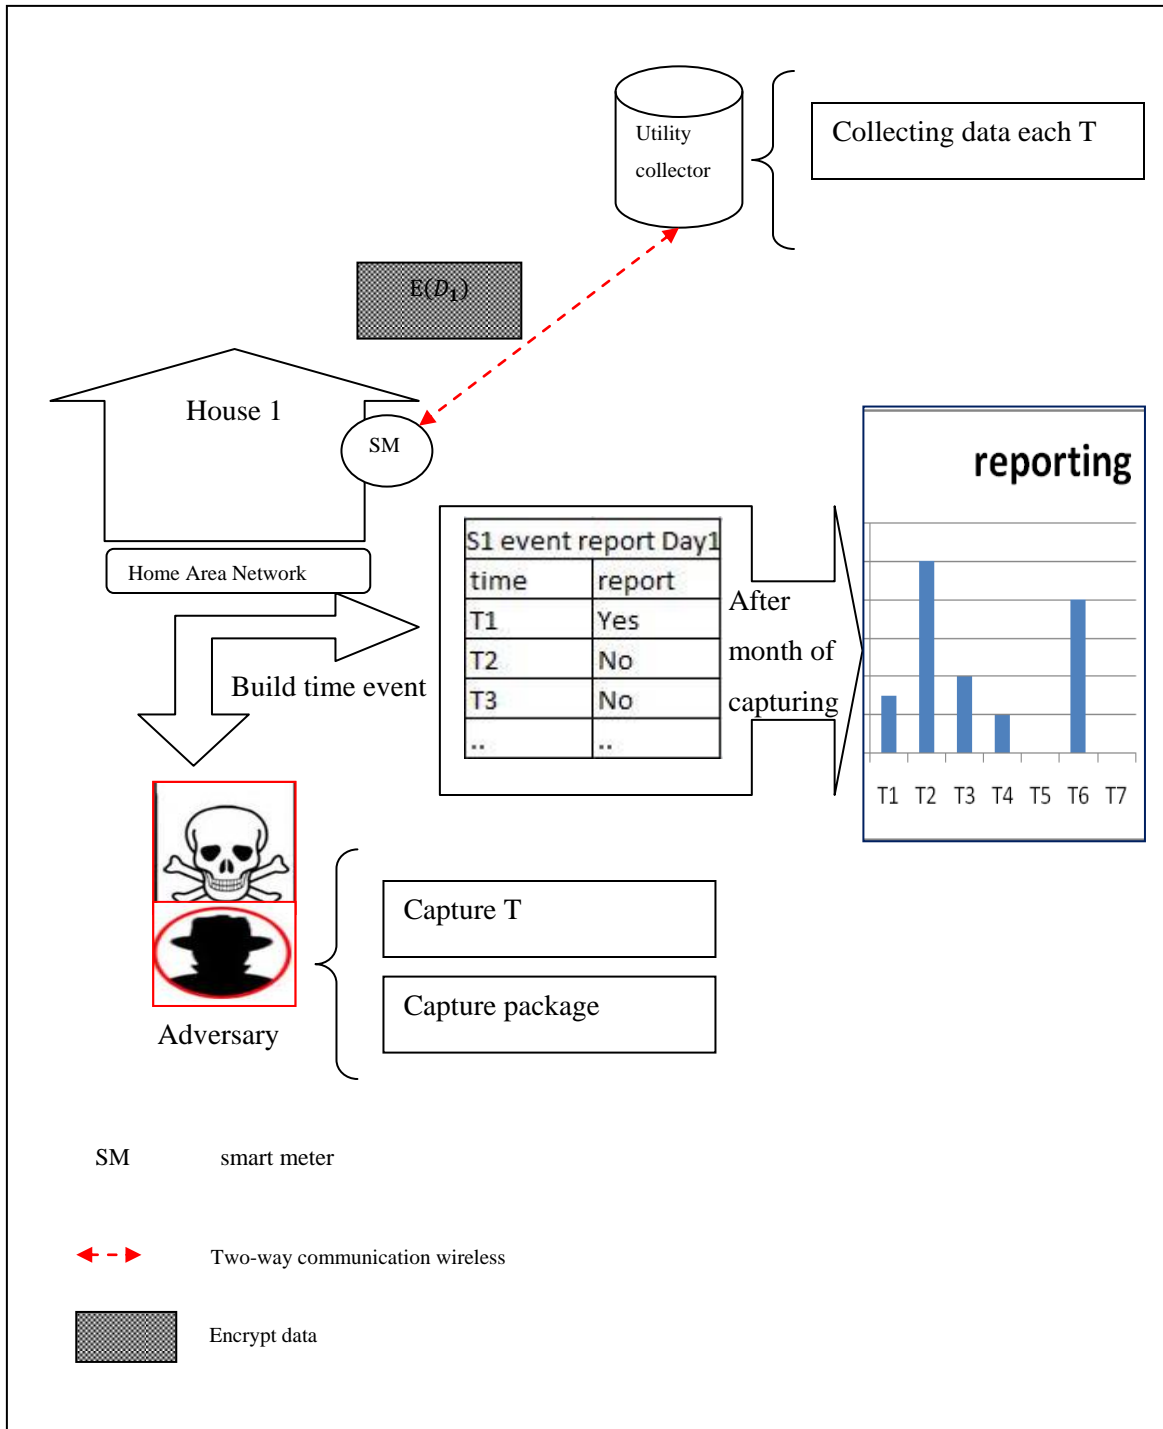 Utility
collector
Collecting data each T
E(D₁)
House 1
SM
reporting
Home Area Network
S1 event report Day1
time report
T1 Yes
T2 No
T3 No
.. ..
After
month of
capturing
Build time event
T1 T2 T3 T4 T5 T6 T7
Capture T
Capture package
Adversary
SM smart meter
Two-way communication wireless
Encrypt data